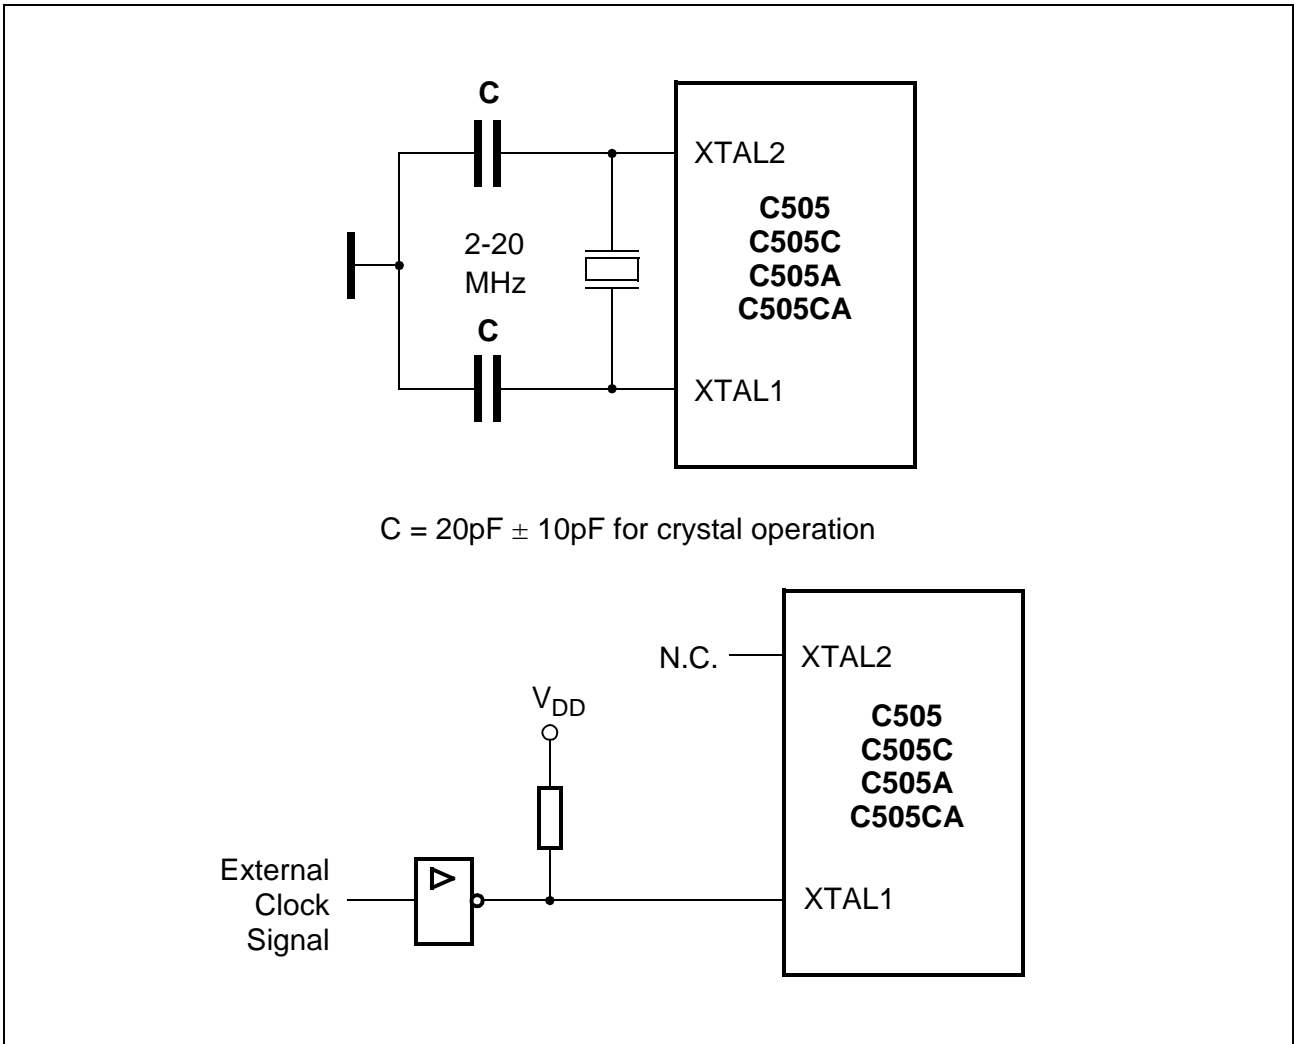 C
XTAL2
C505
C505C
C505A
C505CA
2-20
MHz
C
XTAL1
C = 20pF ± 10pF for crystal operation
N.C.
XTAL2
VDD
C505
C505C
C505A
C505CA
External
Clock
Signal
XTAL1